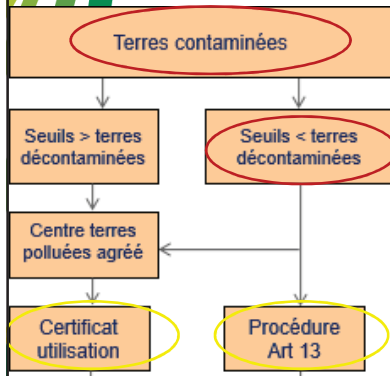 Terres contaminées
Seuils > terres
décontaminées
Seuils < terres
décontaminées
Centre terres
polluées agréé
Certificat
utilisation
Procédure
Art 13